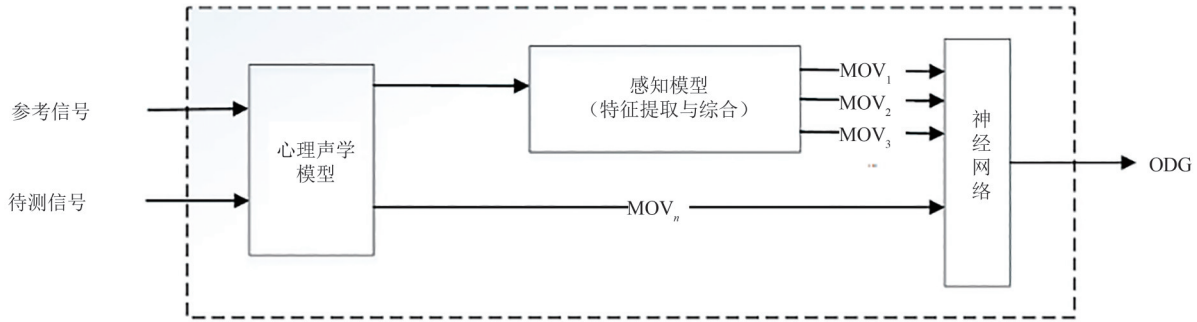 参考信号
待测信号
心理声学
模型
感知模型
(特征提取与综合)
MOV₁
MOV₂
MOV₃
MOVₙ
神
经
网
络
ODG